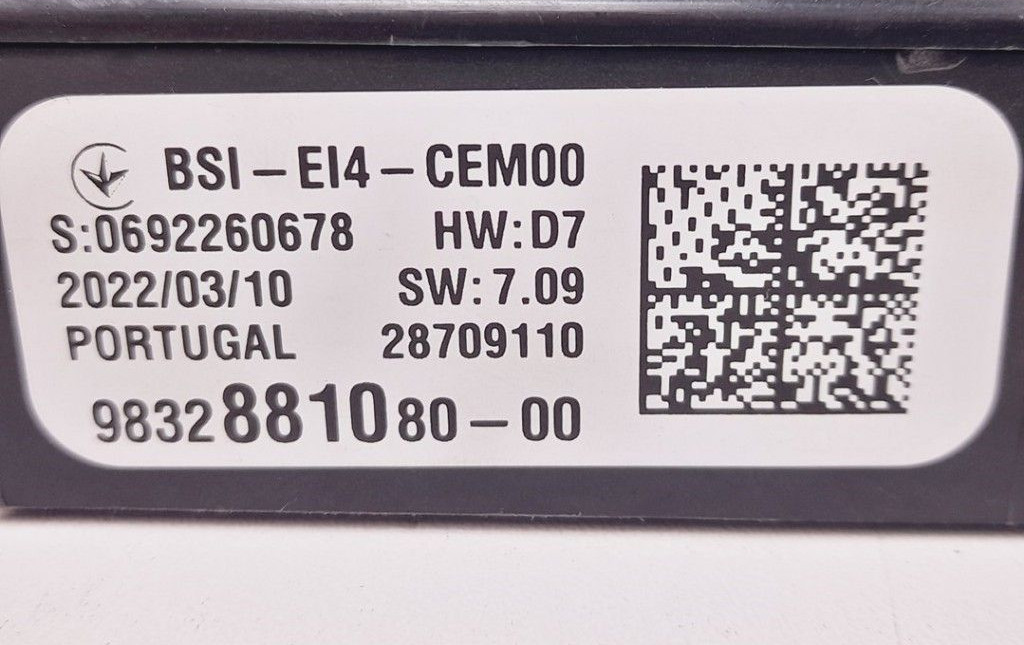 BSI – EI4 – CEM00
S:0692260678 HW:D7
2022/03/10 SW:7.09
PORTUGAL 28709110
9832881080 – 00